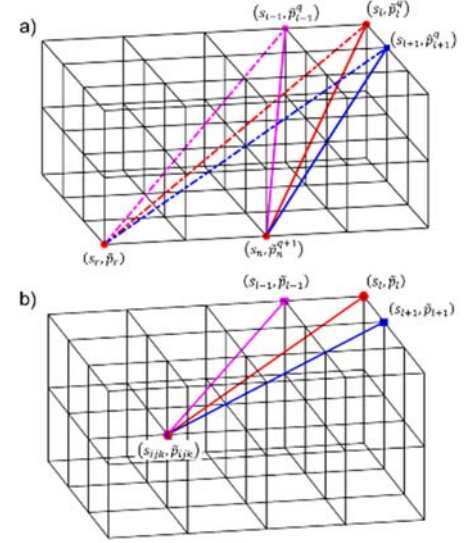 a)
(s_{l−1}, p̃^q_{l−1})
(s_l, p̃^q_l)
(s_{l+1}, p̃^q_{l+1})
(s_r, p̃_r)
(s_n, p̃^{q+1}_n)
b)
(s_{l−1}, p̃_{l−1})
(s_l, p̃_l)
(s_{l+1}, p̃_{l+1})
(s_{ijk}, p̃_{ijk})